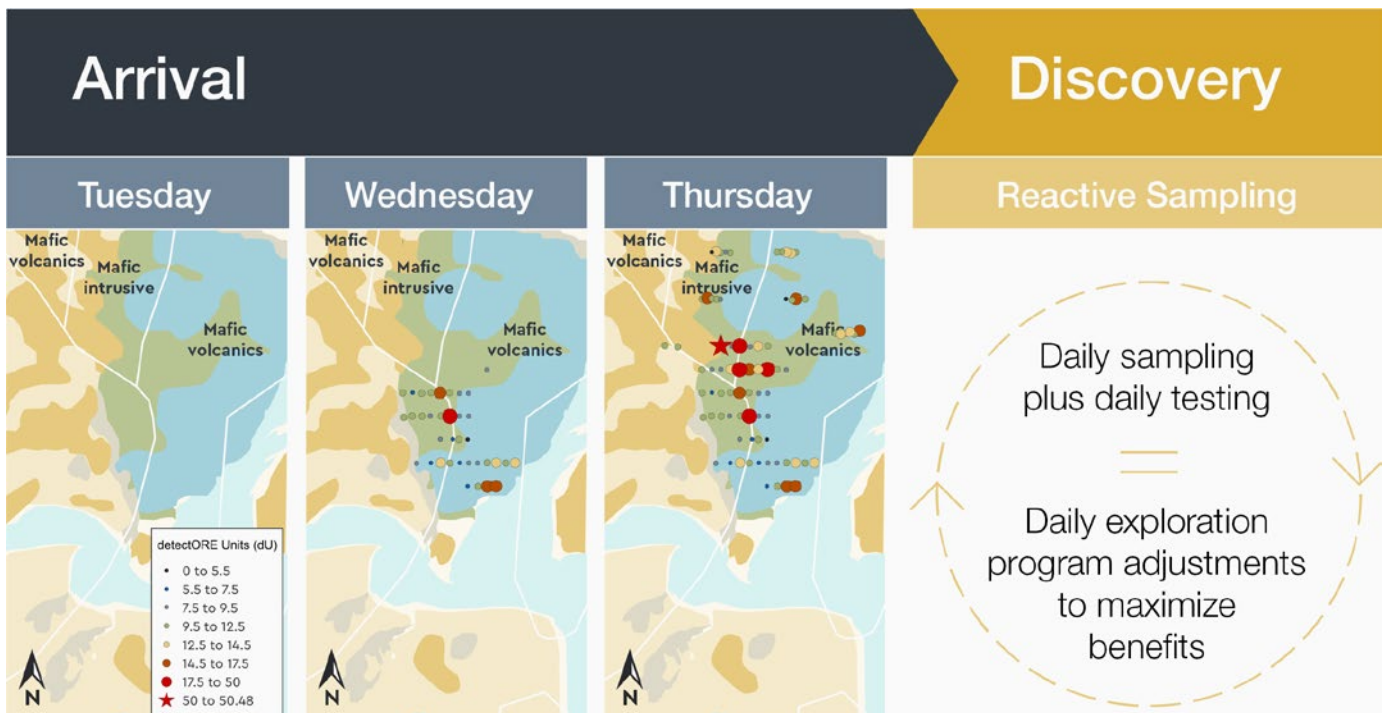 Arrival
Discovery
Tuesday
Wednesday
Thursday
Reactive Sampling
Mafic
volcanics
Mafic
intrusive
Mafic
volcanics
detectORE Units (dU)
0 to 5.5
5.5 to 7.5
7.5 to 9.5
9.5 to 12.5
12.5 to 14.5
14.5 to 17.5
17.5 to 50
50 to 50.48
N
Mafic
volcanics
Mafic
intrusive
Mafic
volcanics
N
Mafic
volcanics
Mafic
intrusive
Mafic
volcanics
N
Daily sampling
plus daily testing
=
Daily exploration
program adjustments
to maximize
benefits